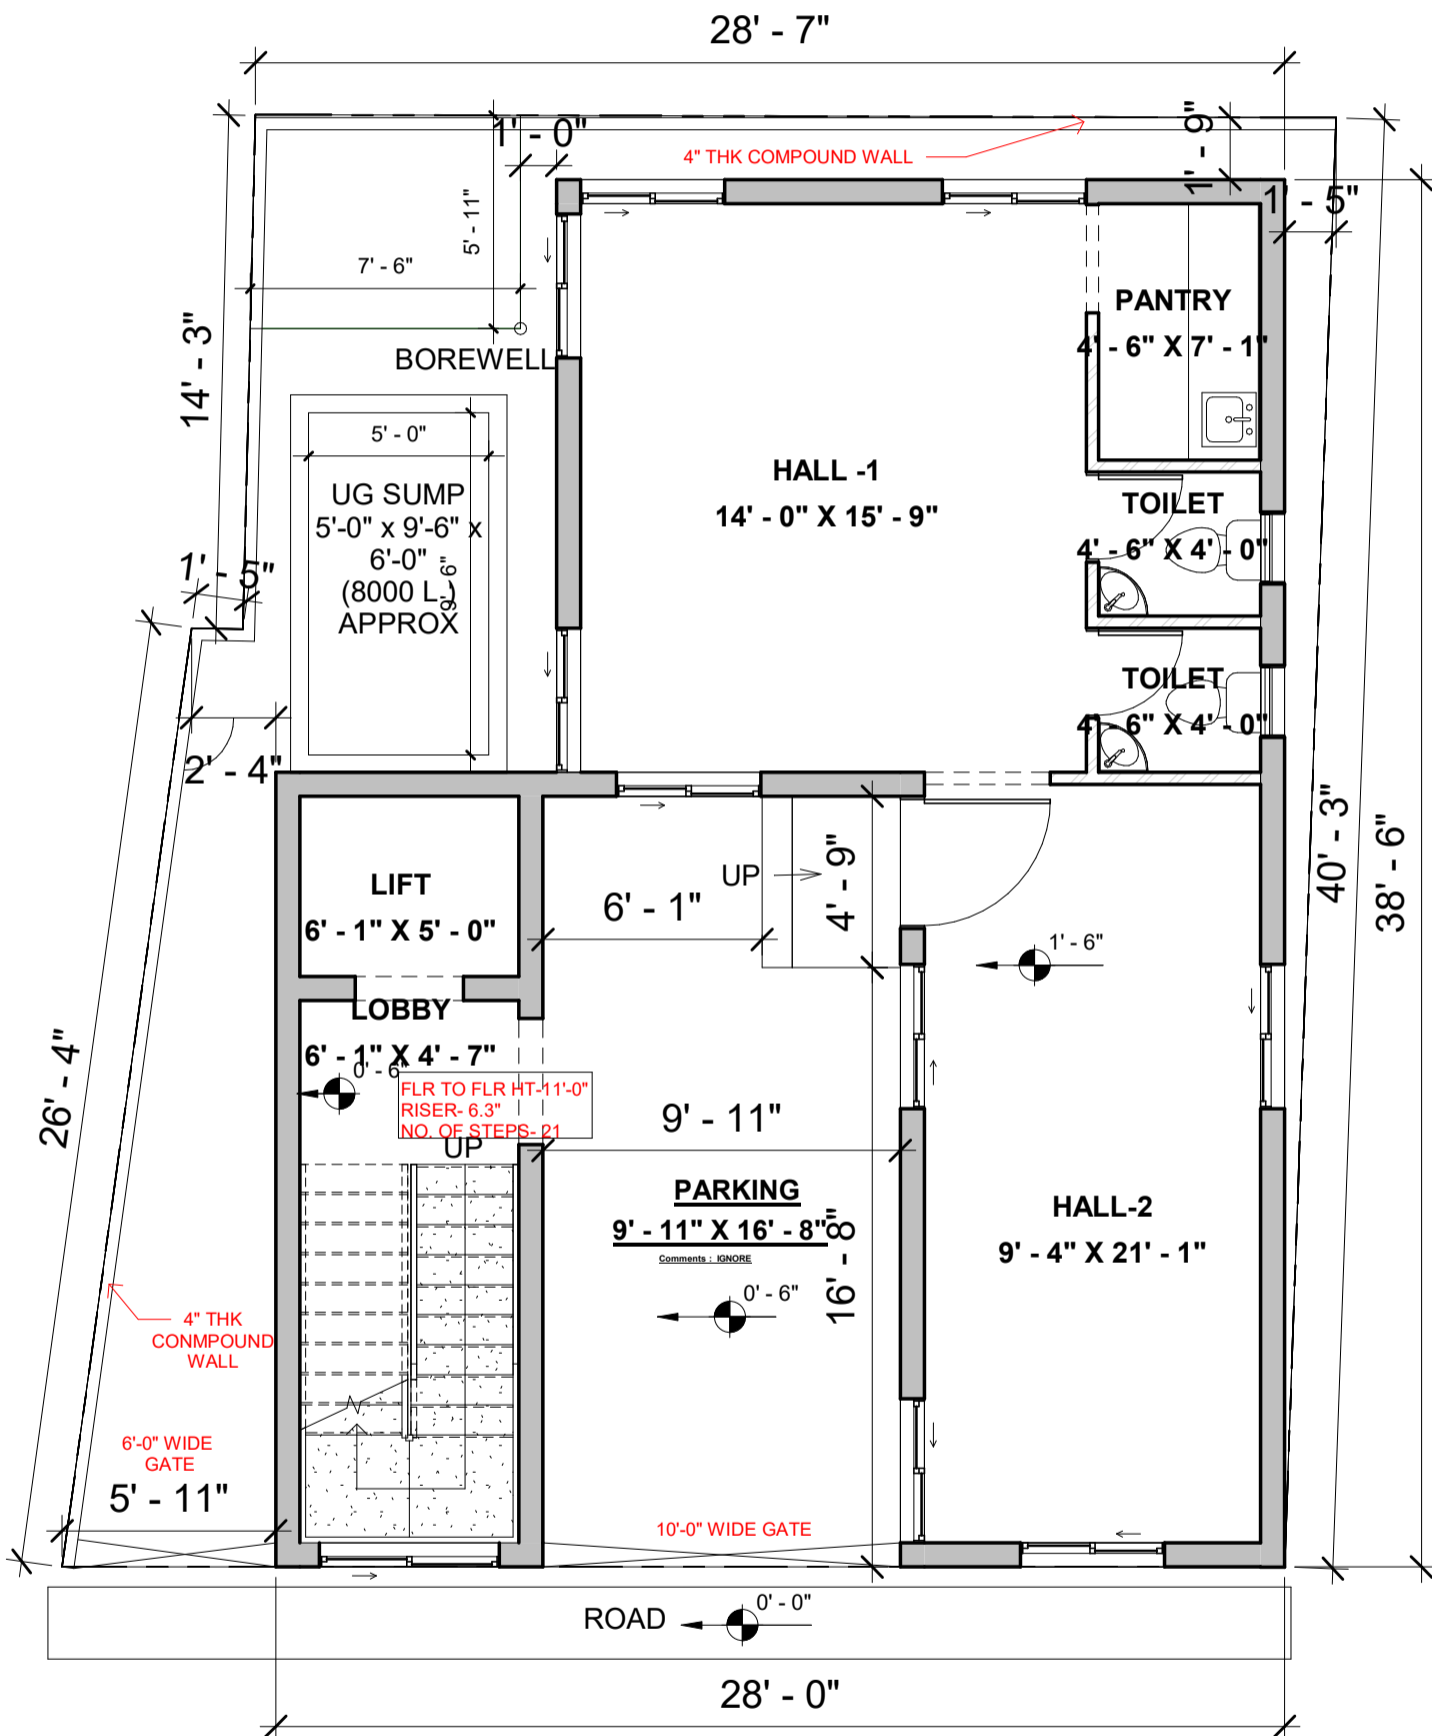 28' - 7"
1' - 0"
4" THK COMPOUND WALL
1' - 9"
1' - 5"
5' - 11"
7' - 6"
14' - 3"
BOREWELL
PANTRY
4' - 6" X 7' - 1"
5' - 0"
UG SUMP
5'-0" x 9'-6" x
6'-0"
(8000 L.)
APPROX
9' - 6"
HALL -1
14' - 0" X 15' - 9"
TOILET
4' - 6" X 4' - 0"
1' - 5"
TOILET
4' - 6" X 4' - 0"
2' - 4"
40' - 3"
38' - 6"
LIFT
6' - 1" X 5' - 0"
6' - 1"
UP
4' - 9"
1' - 6"
LOBBY
6' - 1" X 4' - 7"
0' - 6"
FLR TO FLR HT-11'-0"
RISER- 6.3"
NO. OF STEPS- 21
UP
26' - 4"
9' - 11"
PARKING
9' - 11" X 16' - 8"
Comments : IGNORE
16' - 8"
0' - 6"
HALL-2
9' - 4" X 21' - 1"
4" THK
CONMPOUND
WALL
6'-0" WIDE
GATE
5' - 11"
10'-0" WIDE GATE
ROAD
0' - 0"
28' - 0"